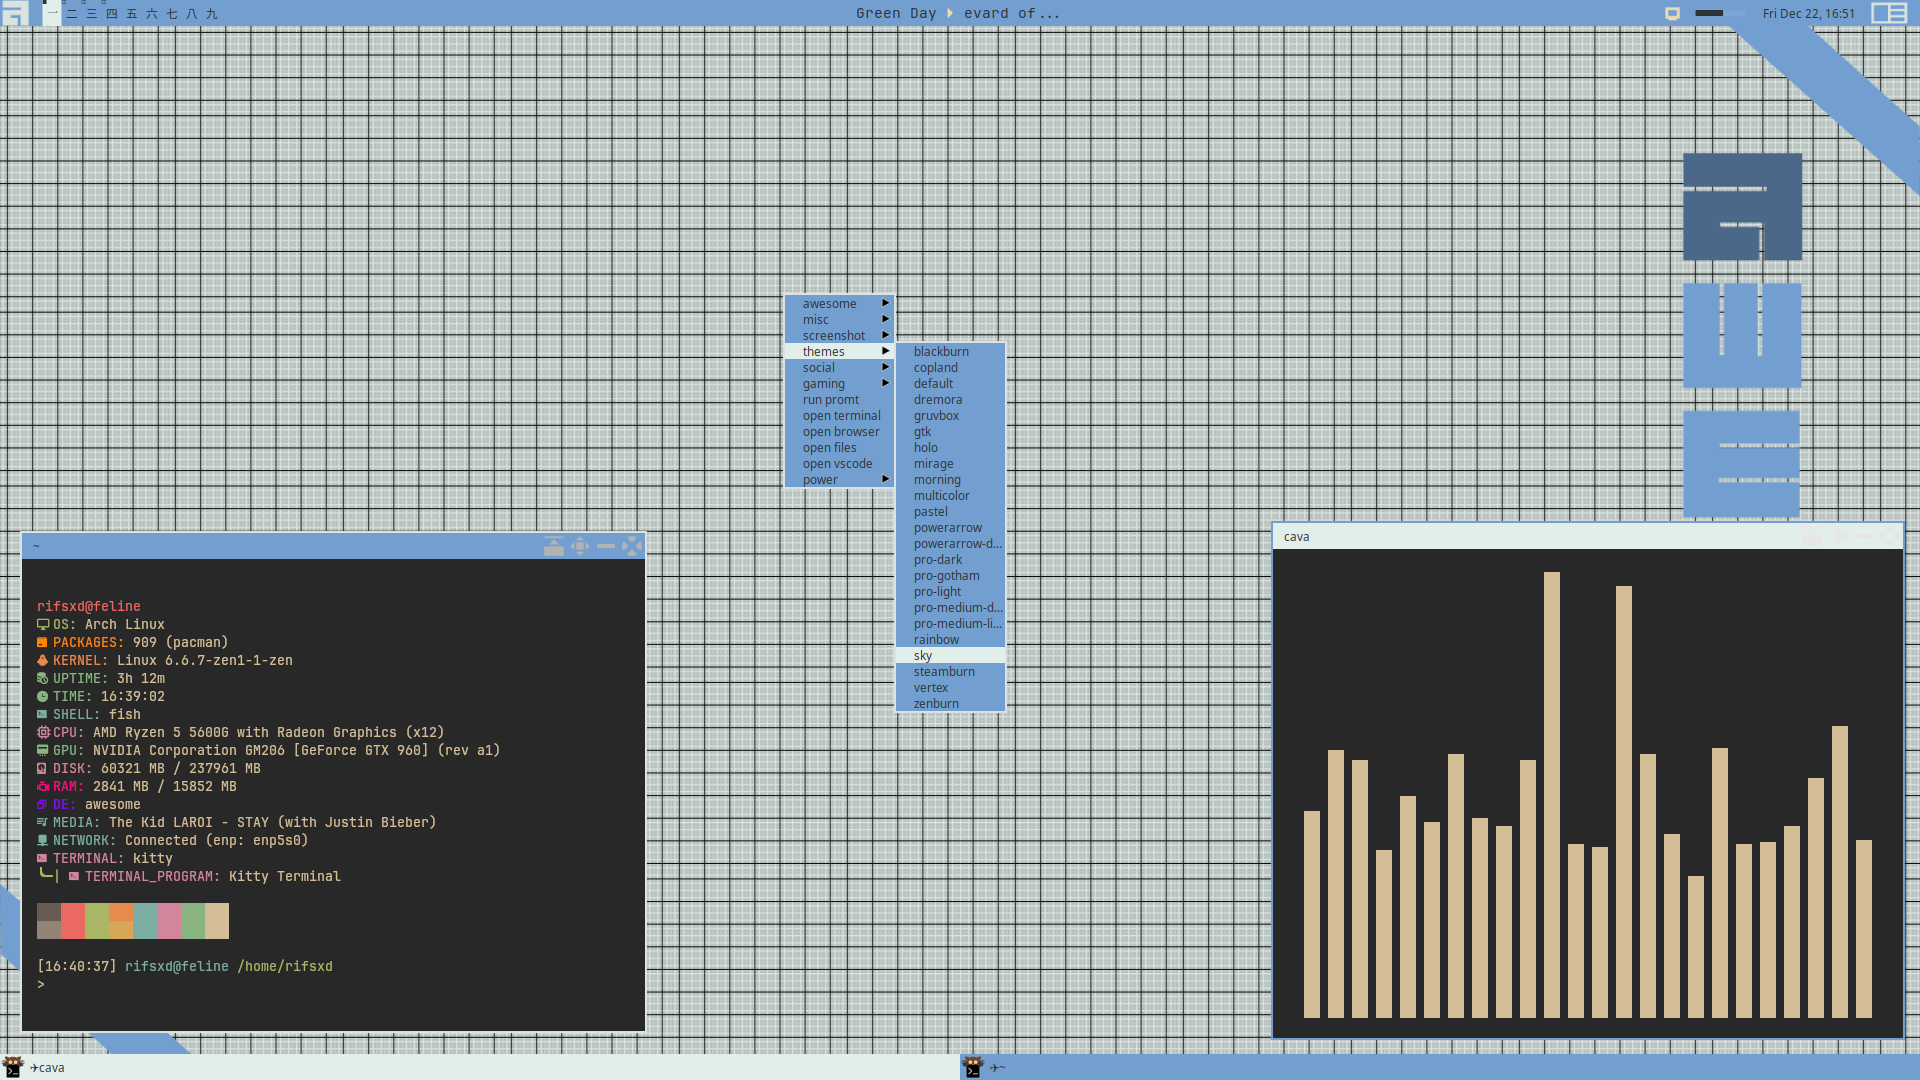 一 二 三 四 五 六 七 八 九
Green Day evard of...
Fri Dec 22, 16:51
awesome
misc
screenshot
themes
social
gaming
run promt
open terminal
open browser
open files
open vscode
power
blackburn
copland
default
dremora
gruvbox
gtk
holo
mirage
morning
multicolor
pastel
powerarrow
powerarrow-d...
pro-dark
pro-gotham
pro-light
pro-medium-d...
pro-medium-li...
rainbow
sky
steamburn
vertex
zenburn
~
rifsxd@feline
OS: Arch Linux
PACKAGES: 909 (pacman)
KERNEL: Linux 6.6.7-zen1-1-zen
UPTIME: 3h 12m
TIME: 16:39:02
SHELL: fish
CPU: AMD Ryzen 5 5600G with Radeon Graphics (x12)
GPU: NVIDIA Corporation GM206 [GeForce GTX 960] (rev a1)
DISK: 60321 MB / 237961 MB
RAM: 2841 MB / 15852 MB
DE: awesome
MEDIA: The Kid LAROI - STAY (with Justin Bieber)
NETWORK: Connected (enp: enp5s0)
TERMINAL: kitty
TERMINAL_PROGRAM: Kitty Terminal
[16:40:37] rifsxd@feline /home/rifsxd
>
cava
✈cava
✈~